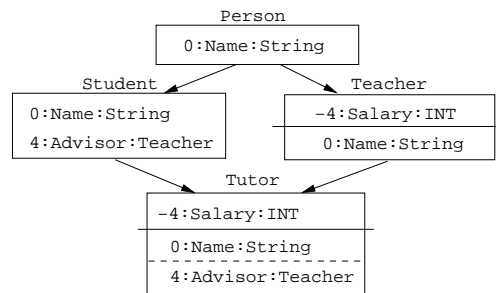 Person
0:Name:String
Student
0:Name:String
4:Advisor:Teacher
Teacher
-4:Salary:INT
0:Name:String
Tutor
-4:Salary:INT
0:Name:String
4:Advisor:Teacher